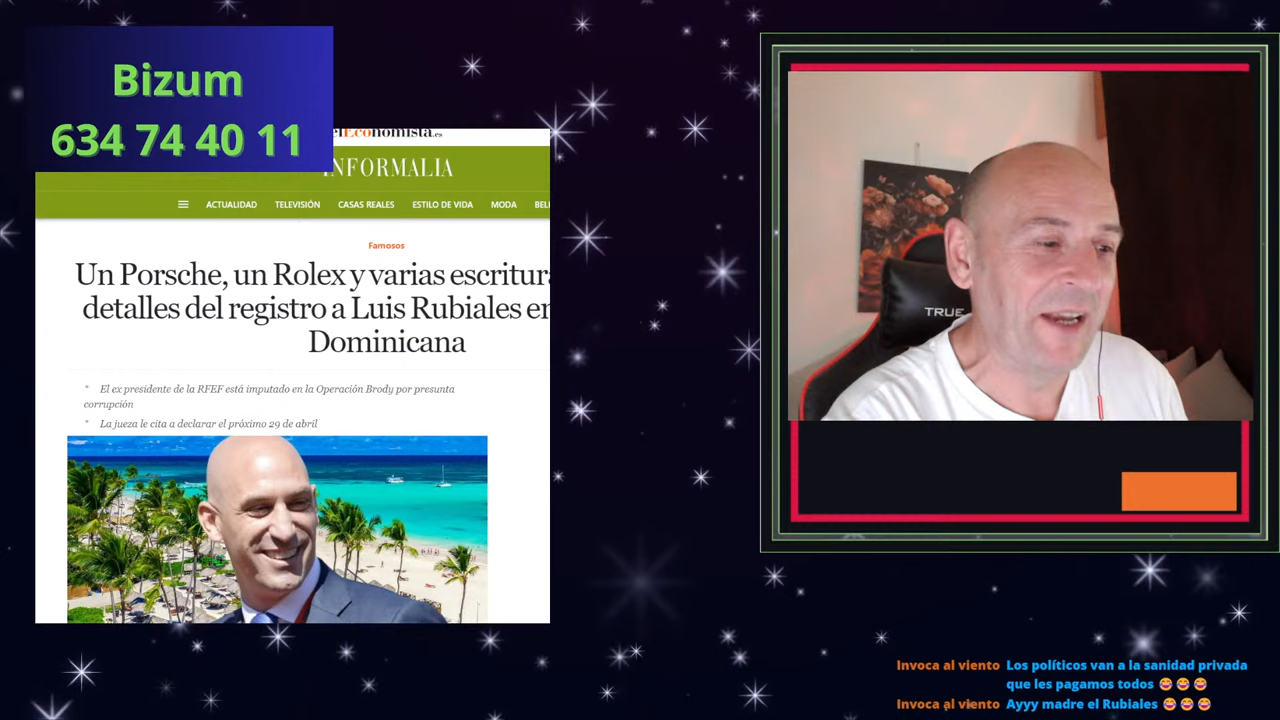 Bizum
634 74 40 11
elEconomista.es
INFORMALIA
ACTUALIDAD TELEVISIÓN CASAS REALES ESTILO DE VIDA MODA
Famosos
Un Porsche, un Rolex y varias escritura
detalles del registro a Luis Rubiales en
Dominicana
* El ex presidente de la RFEF está imputado en la Operación Brody por presunta
corrupción
* La jueza le cita a declarar el próximo 29 de abril
TRUE
Invoca al viento Los políticos van a la sanidad privada
que les pagamos todos 😂😂😂
Invoca al viento Ayyy madre el Rubiales 😂😂😂